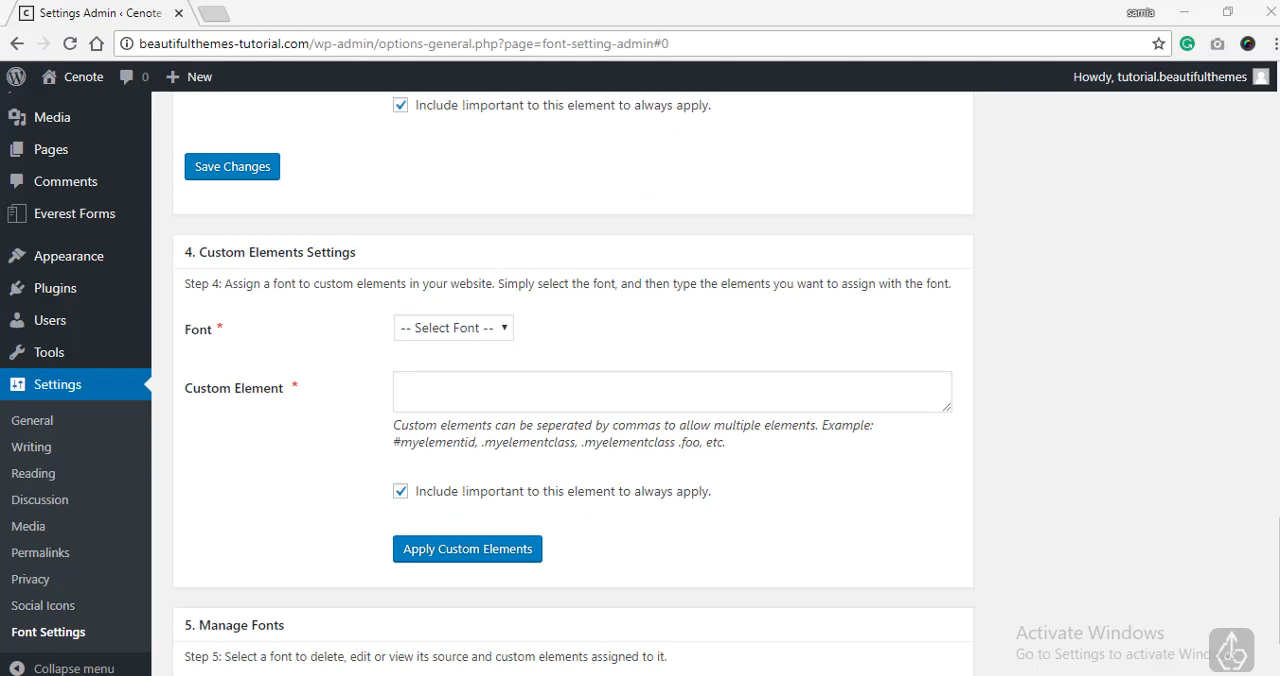 C Settings Admin ‹ Cenote
samia
beautifulthemes-tutorial.com/wp-admin/options-general.php?page=font-setting-admin#0
Cenote 0 New Howdy, tutorial.beautifulthemes
Media
Pages
Comments
Everest Forms
Appearance
Plugins
Users
Tools
Settings
General
Writing
Reading
Discussion
Media
Permalinks
Privacy
Social Icons
Font Settings
Collapse menu
Include !important to this element to always apply.
Save Changes
4. Custom Elements Settings
Step 4: Assign a font to custom elements in your website. Simply select the font, and then type the elements you want to assign with the font.
Font *
-- Select Font --
Custom Element *
Custom elements can be seperated by commas to allow multiple elements. Example:
#myelementid, .myelementclass, .myelementclass .foo, etc.
Include !important to this element to always apply.
Apply Custom Elements
5. Manage Fonts
Step 5: Select a font to delete, edit or view its source and custom elements assigned to it.
Activate Windows
Go to Settings to activate